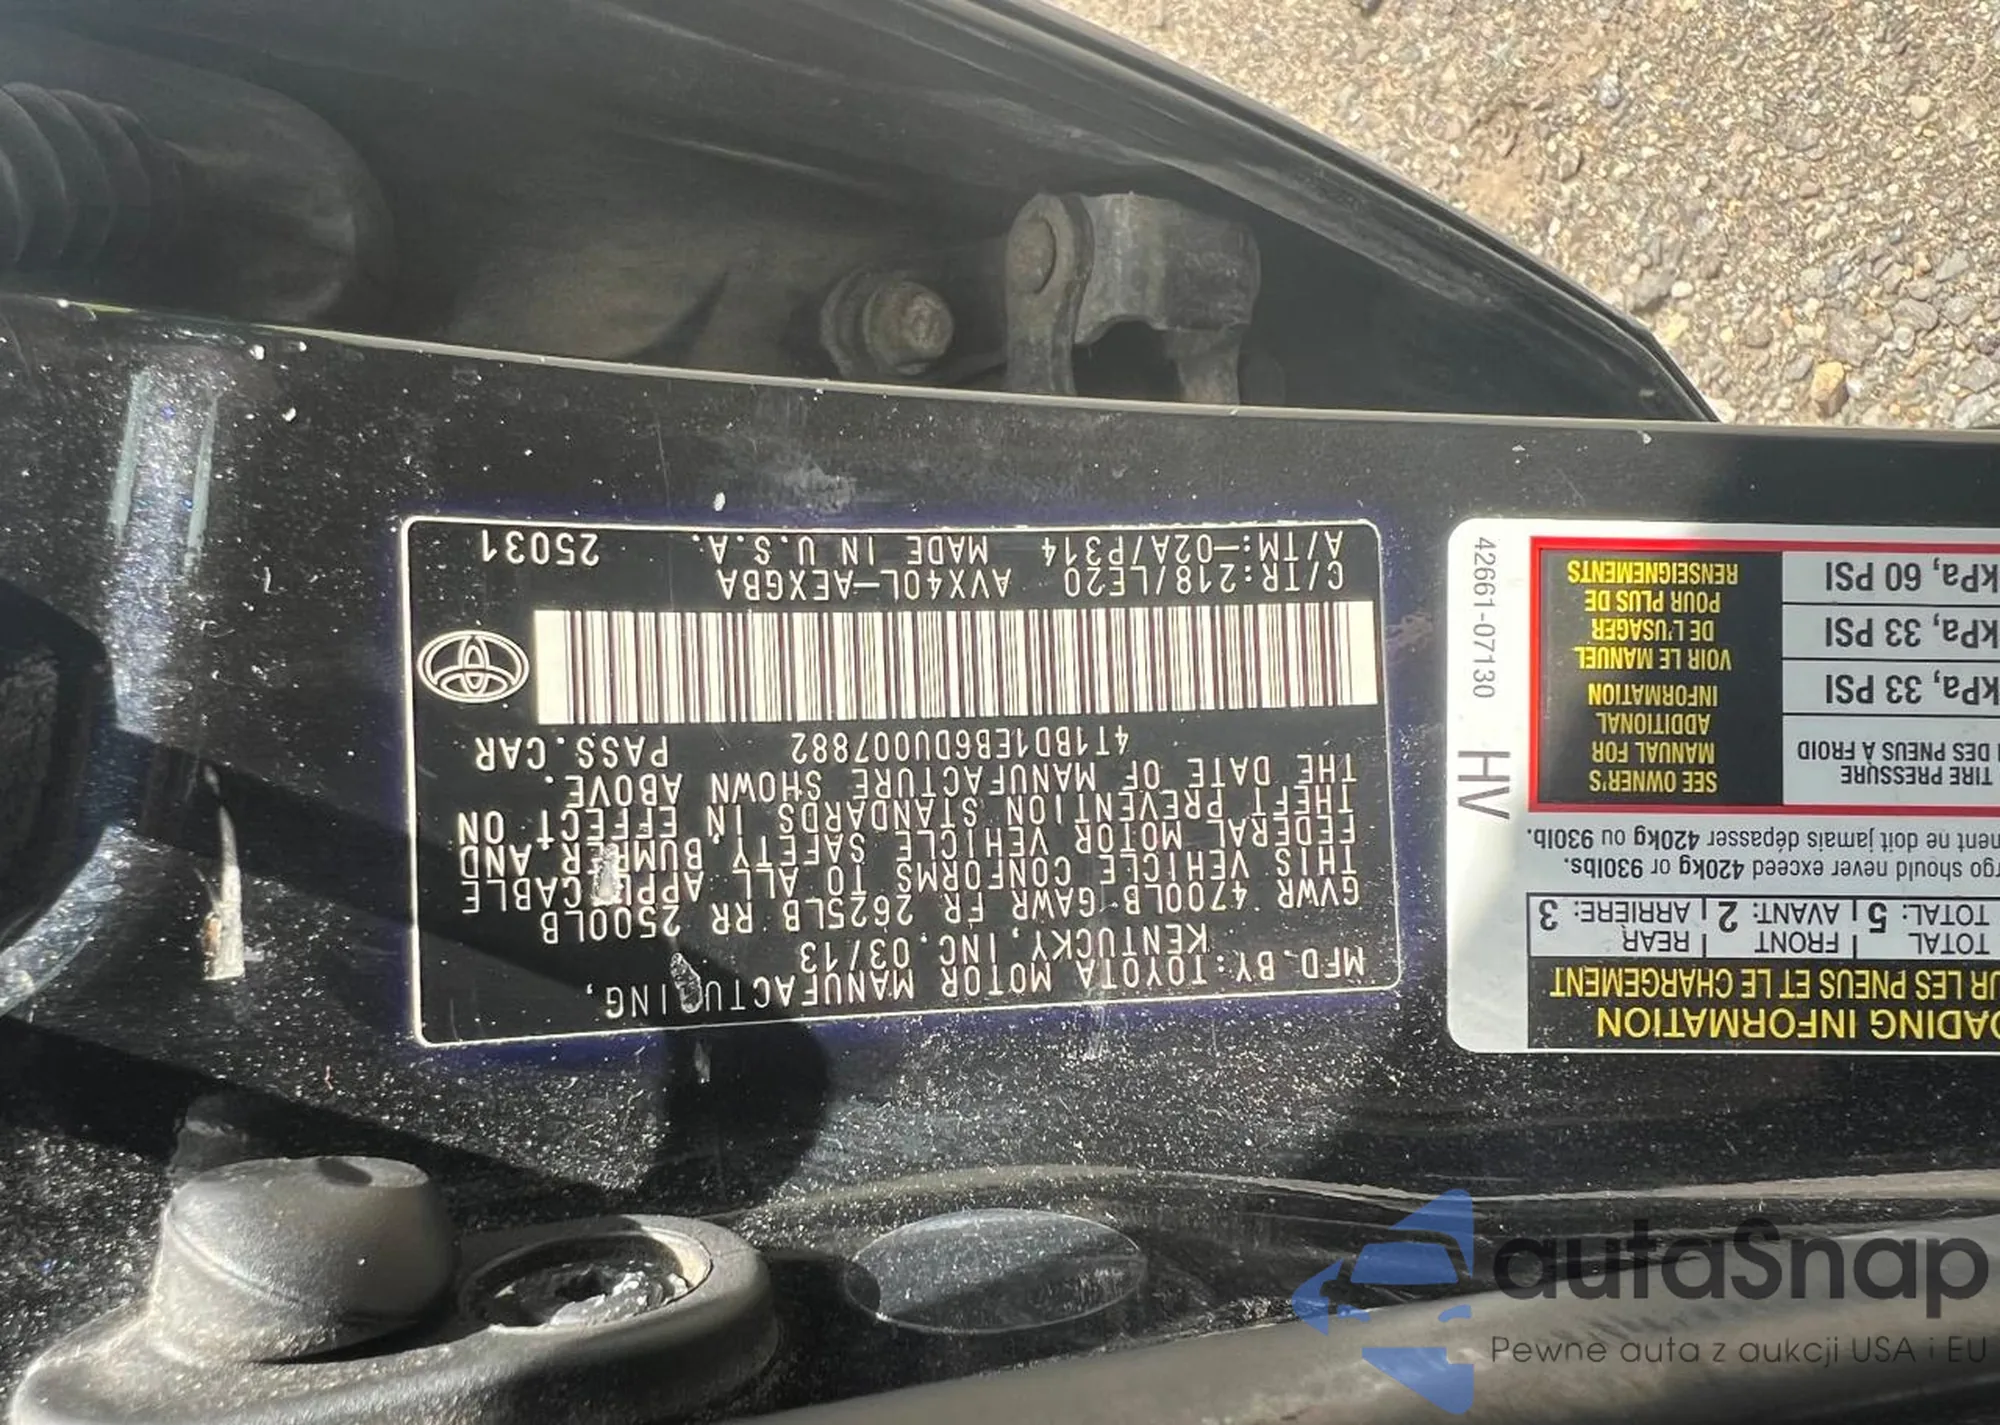 MFD.BY:TOYOTA MOTOR MANUFACTURING,
KENTUCKY, INC.03/13
GVWR 4700LB GAWR FR 2625LB RR 2500LB
THIS VEHICLE CONFORMS TO ALL APPLICABLE
FEDERAL MOTOR VEHICLE SAFETY, BUMPER, AND
THEFT PREVENTION STANDARDS IN EFFECT ON
THE DATE OF MANUFACTURE SHOWN ABOVE.
4T1BD1EB6DU007882 PASS.CAR
C/TR:218/LE20 AVX40L-AEXGBA
A/TM:-02A/P314 MADE IN U.S.A. 25031
OADING INFORMATION
UR LES PNEUS ET LE CHARGEMENT
TOTAL FRONT REAR
TOTAL: 5 AVANT: 2 ARRIÈRE: 3
rgo should never exceed 420kg or 930lbs.
ment ne doit jamais dépasser 420kg ou 930lb.
TIRE PRESSURE
DES PNEUS À FROID
kPa, 33 PSI
kPa, 33 PSI
kPa, 60 PSI
SEE OWNER'S
MANUAL FOR
ADDITIONAL
INFORMATION
VOIR LE MANUEL
DE L'USAGER
POUR PLUS DE
RENSEIGNEMENTS
HV
42661-07130
autaSnap
Pewne auta z aukcji USA i EU